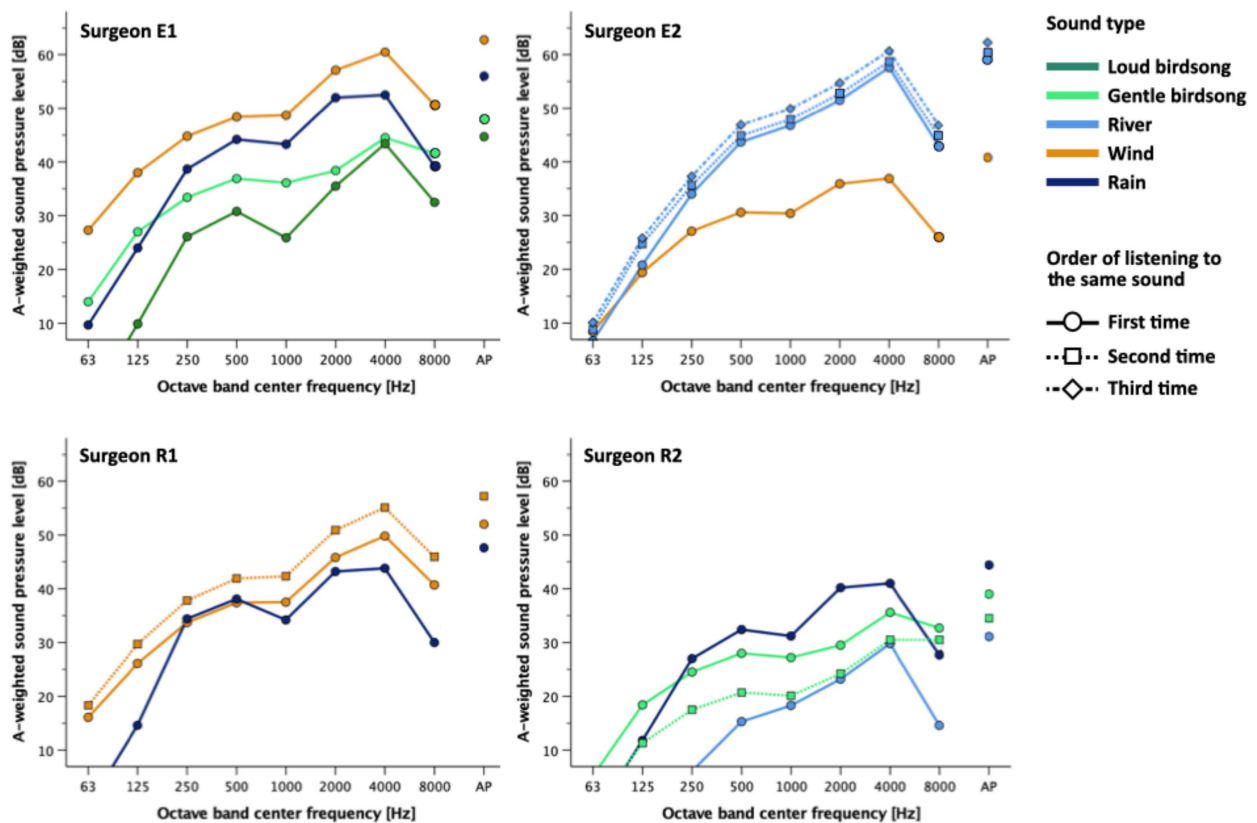 Surgeon E1
A-weighted sound pressure level [dB]
60
50
40
30
20
10
63 125 250 500 1000 2000 4000 8000 AP
Octave band center frequency [Hz]
Surgeon E2
A-weighted sound pressure level [dB]
60
50
40
30
20
10
63 125 250 500 1000 2000 4000 8000 AP
Octave band center frequency [Hz]
Sound type
Loud birdsong
Gentle birdsong
River
Wind
Rain
Order of listening to
the same sound
First time
Second time
Third time
Surgeon R1
A-weighted sound pressure level [dB]
60
50
40
30
20
10
63 125 250 500 1000 2000 4000 8000 AP
Octave band center frequency [Hz]
Surgeon R2
A-weighted sound pressure level [dB]
60
50
40
30
20
10
63 125 250 500 1000 2000 4000 8000 AP
Octave band center frequency [Hz]